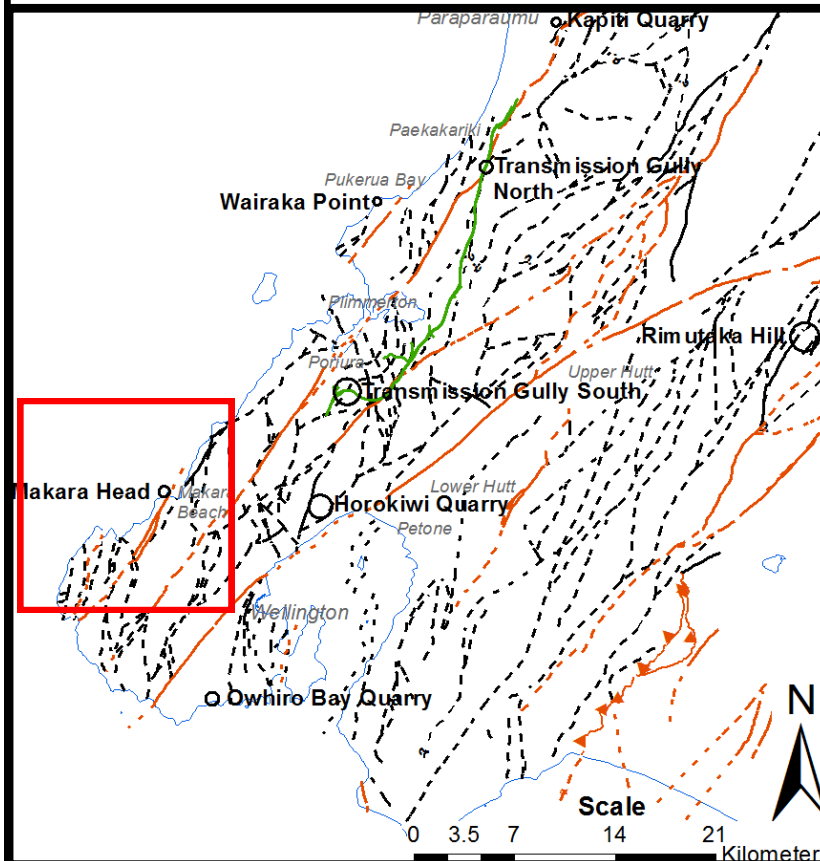 Paraparaumu
Kapiti Quarry
Paekakariki
Transmission Gully
North
Pukerua Bay
Wairaka Point
Plimmerton
Rimutaka Hill
Porirua
Upper Hutt
Transmission Gully South
Makara Head
Makara
Beach
Lower Hutt
Horokiwi Quarry
Petone
Wellington
Owhiro Bay Quarry
N
Scale
0 3.5 7 14 21
Kilometer